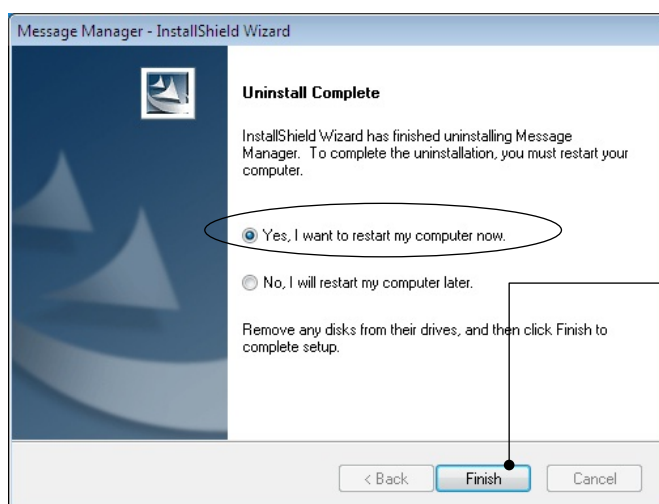 Message Manager - InstallShield Wizard
Uninstall Complete
InstallShield Wizard has finished uninstalling Message
Manager. To complete the uninstallation, you must restart your
computer.
Yes, I want to restart my computer now.
No, I will restart my computer later.
Remove any disks from their drives, and then click Finish to
complete setup.
< Back Finish Cancel